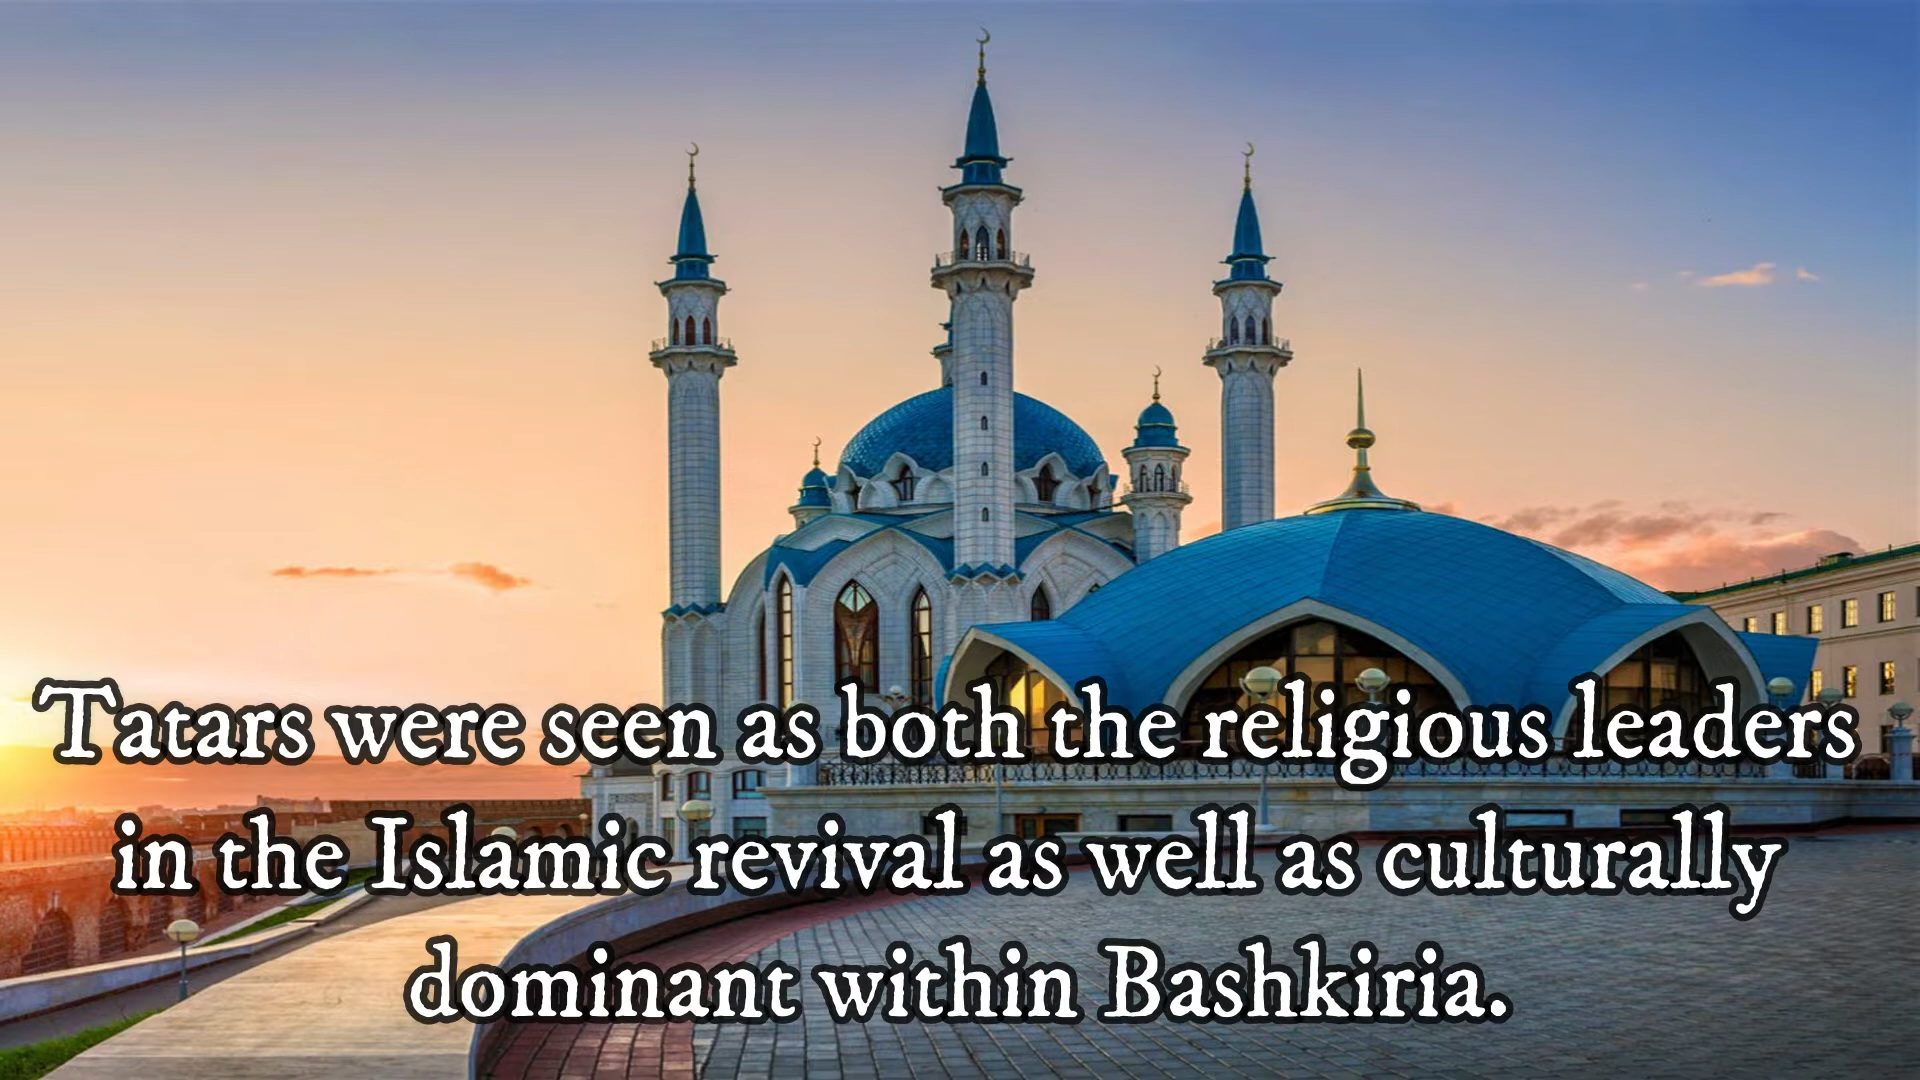 Tatars were seen as both the religious leaders
in the Islamic revival as well as culturally
dominant within Bashkiria.